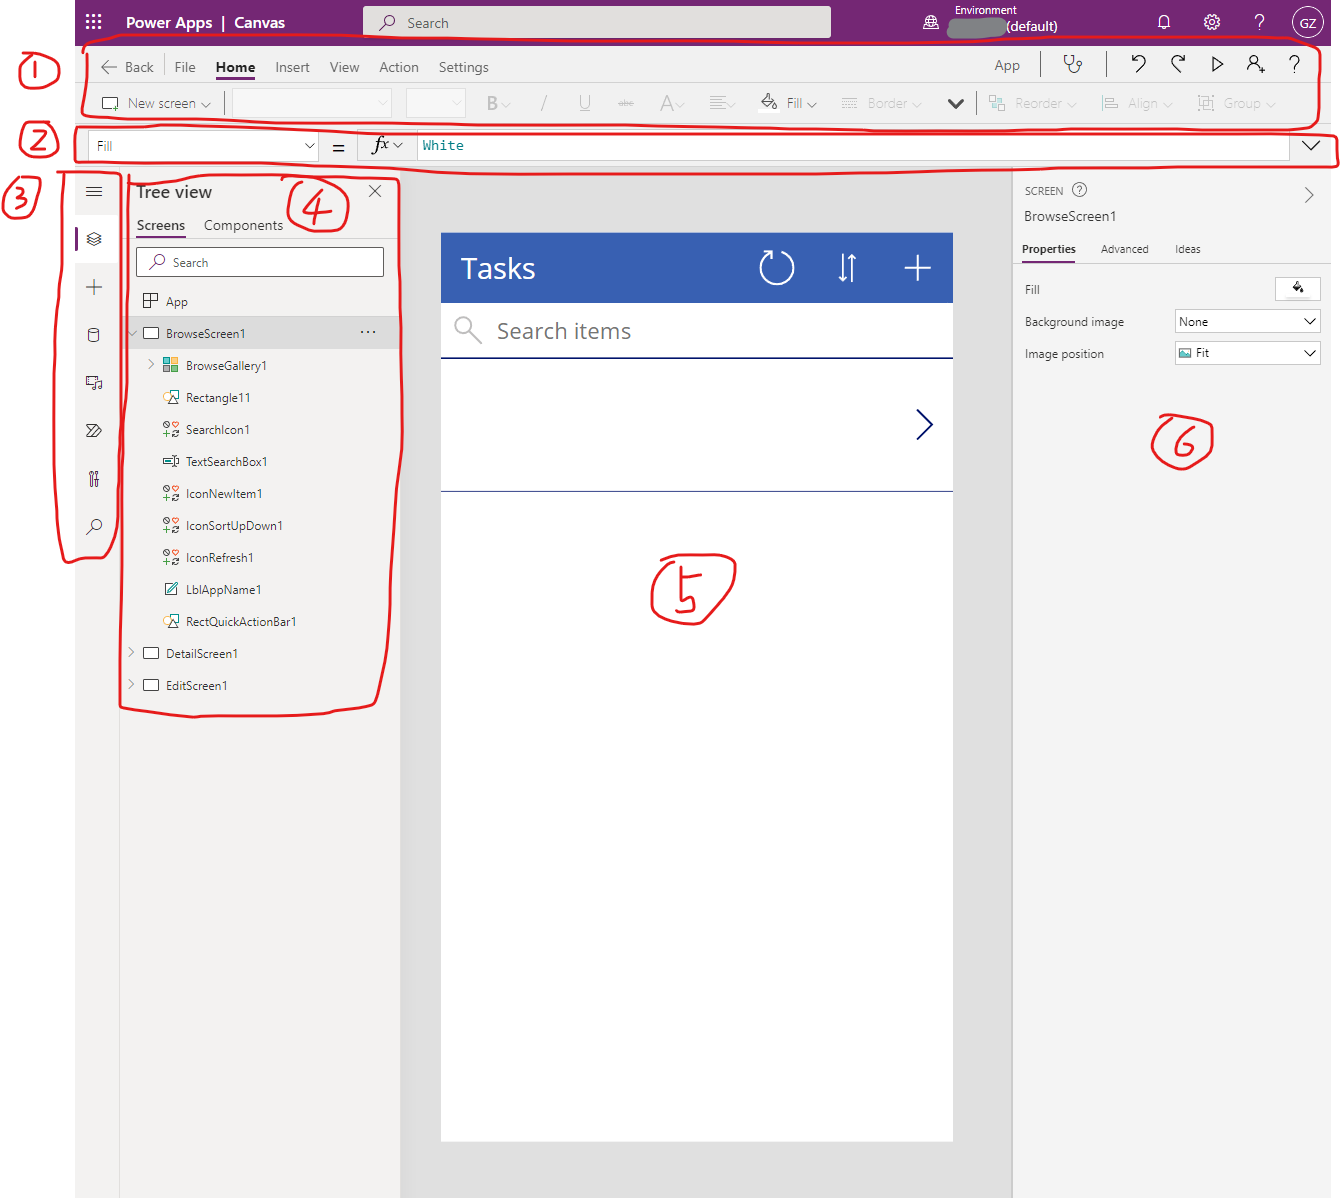 Power Apps | Canvas
Search
Environment
(default)
GZ
1
Back File Home Insert View Action Settings
App
New screen
B / U abc A
Fill
Border
Reorder
Align
Group
2
Fill
= fx
White
3
Tree view
4
Screens Components
Search
App
BrowseScreen1
BrowseGallery1
Rectangle11
SearchIcon1
TextSearchBox1
IconNewItem1
IconSortUpDown1
IconRefresh1
LblAppName1
RectQuickActionBar1
DetailScreen1
EditScreen1
Tasks
Search items
5
SCREEN
BrowseScreen1
Properties Advanced Ideas
Fill
Background image None
Image position Fit
6